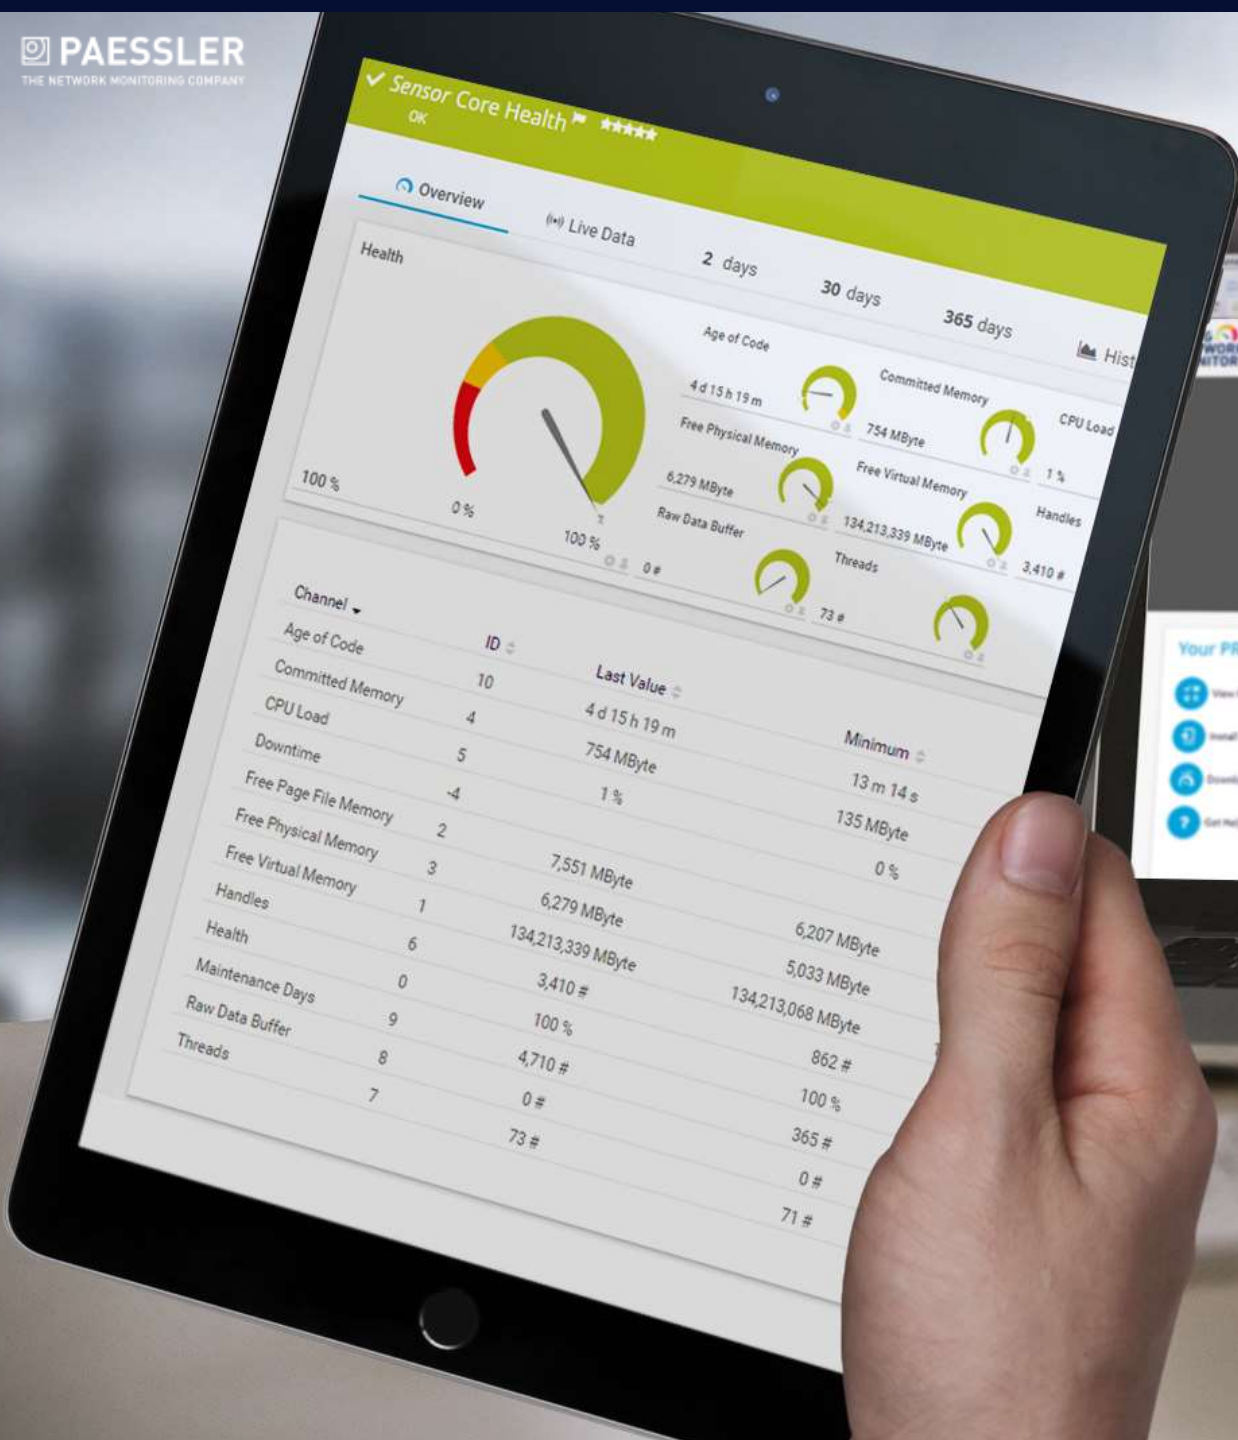 PAESSLER
THE NETWORK MONITORING COMPANY
Sensor Core Health
OK
Overview
Live Data
2 days
30 days
365 days
Hist
Health
100 %
0 %
100 %
Age of Code
4 d 15 h 19 m
Committed Memory
754 MByte
CPU Load
1 %
Free Physical Memory
6,279 MByte
Free Virtual Memory
134,213,339 MByte
Handles
3,410 #
Raw Data Buffer
0 #
Threads
73 #
Channel ID Last Value Minimum
Age of Code 10 4 d 15 h 19 m 13 m 14 s
Committed Memory 4 754 MByte 135 MByte
CPU Load 5 1 % 0 %
Downtime -4
Free Page File Memory 2 7,551 MByte 6,207 MByte
Free Physical Memory 3 6,279 MByte 5,033 MByte
Free Virtual Memory 1 134,213,339 MByte 134,213,068 MByte
Handles 6 3,410 # 862 #
Health 0 100 % 100 %
Maintenance Days 9 4,710 # 365 #
Raw Data Buffer 8 0 # 0 #
Threads 7 73 # 71 #
Your PR
View
Install
Downlo
Get Hel